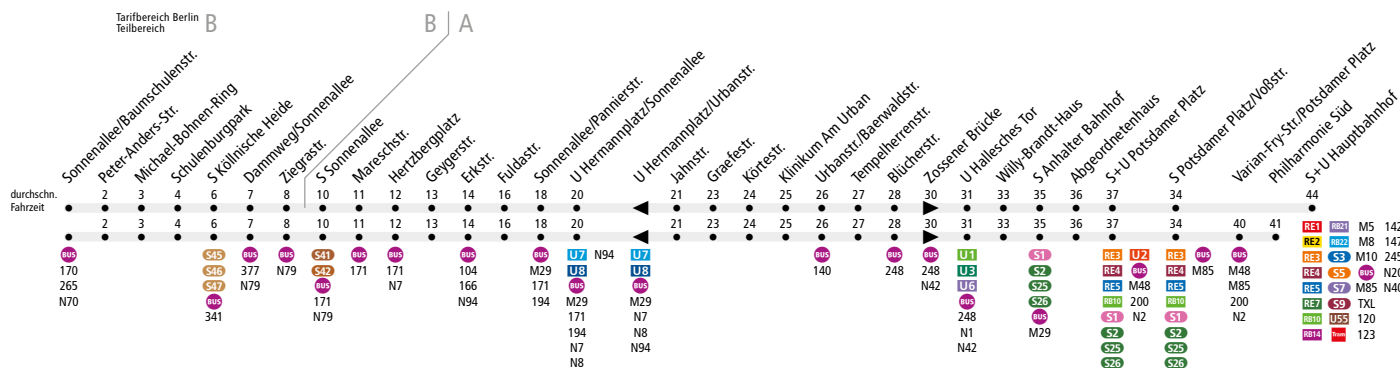 Tarifbereich Berlin
Teilbereich
B
B
A
Sonnenallee/Baumschulenstr.
Peter-Anders-Str.
Michael-Bohnen-Ring
Schulenburgpark
S Köllnische Heide
Dammweg/Sonnenallee
Ziegrastr.
S Sonnenallee
Mareschstr.
Hertzbergplatz
Geygerstr.
Erkstr.
Fuldastr.
Sonnenallee/Pannierstr.
U Hermannplatz/Sonnenallee
U Hermannplatz/Urbanstr.
Jahnstr.
Graefestr.
Körtestr.
Klinikum Am Urban
Urbanstr./Baerwaldstr.
Tempelherrenstr.
Blücherstr.
Zossener Brücke
U Hallesches Tor
Willy-Brandt-Haus
S Anhalter Bahnhof
Abgeordnetenhaus
S+U Potsdamer Platz
S Potsdamer Platz/Voßstr.
Varian-Fry-Str./Potsdamer Platz
Philharmonie Süd
S+U Hauptbahnhof
durchschn.
Fahrzeit
2 3 4 6 7 8 10 11 12 13 14 16 18 20 21 23 24 25 26 27 28 30 31 33 35 36 37 34 44
2 3 4 6 7 8 10 11 12 13 14 16 18 20 21 23 24 25 26 27 28 30 31 33 35 36 37 34 40 41
BUS
170
265
N70
S45
S46
S47
BUS
341
BUS
377
N79
BUS
N79
S41
S42
BUS
171
N79
BUS
171
BUS
171
N7
BUS
104
166
N94
BUS
M29
171
194
U7 N94
U8
BUS
M29
171
194
N7
N8
U7
U8
BUS
M29
N7
N8
N94
BUS
140
BUS
248
BUS
248
N42
U1
U3
U6
BUS
248
N1
N42
S1
S2
S25
S26
BUS
M29
RE3 U2
RE4 BUS
RE5 M48
RB10 200
S1 N2
S2
S25
S26
RE3 BUS
RE4 M85
RE5
RB10
S1
S2
S25
S26
BUS
M48
M85
200
N2
RE1 RB21 M5 142
RE2 RB22 M8 147
RE3 S3 M10 245
RE4 S5 BUS N20
RE5 S7 M85 N40
RE7 S9 TXL
RB10 U55 120
RB14 Tram 123